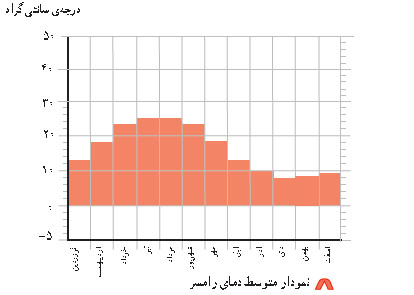 درجه‌ی سانتی‌گراد
۵۰
۴۰
۳۰
۲۰
۱۰
۰
-۵
فروردین
اردیبهشت
خرداد
تیر
مرداد
شهریور
مهر
آبان
آذر
دی
بهمن
اسفند
نمودار متوسط دمای رامسر